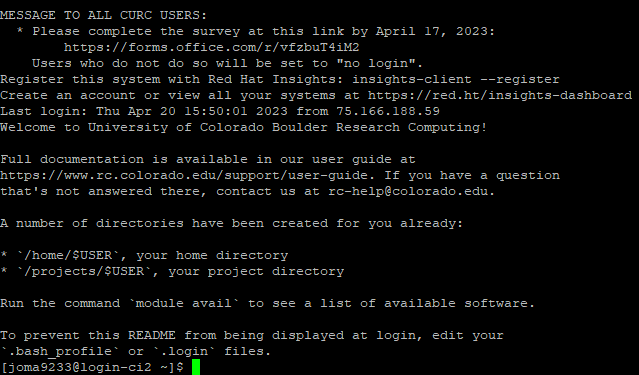 MESSAGE TO ALL CURC USERS:
* Please complete the survey at this link by April 17, 2023:
https://forms.office.com/r/vfzbuT4iM2
Users who do not do so will be set to "no login".
Register this system with Red Hat Insights: insights-client --register
Create an account or view all your systems at https://red.ht/insights-dashboard
Last login: Thu Apr 20 15:50:01 2023 from 75.166.188.59
Welcome to University of Colorado Boulder Research Computing!
Full documentation is available in our user guide at
https://www.rc.colorado.edu/support/user-guide. If you have a question
that's not answered there, contact us at rc-help@colorado.edu.
A number of directories have been created for you already:
* `/home/$USER`, your home directory
* `/projects/$USER`, your project directory
Run the command `module avail` to see a list of available software.
To prevent this README from being displayed at login, edit your
`.bash_profile` or `.login` files.
[joma9233@login-ci2 ~]$